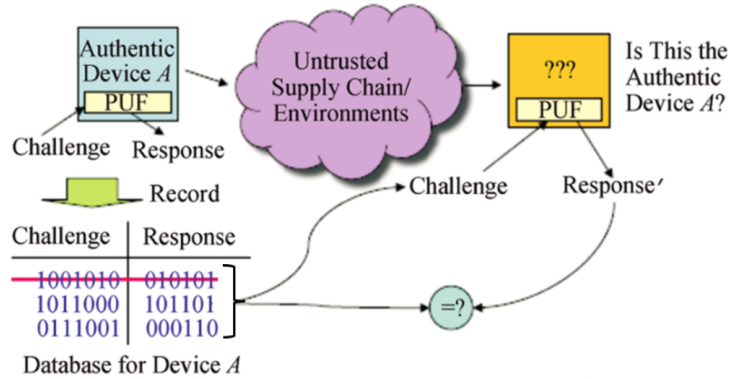 Authentic
Device A
PUF
Challenge
Response
Untrusted
Supply Chain/
Environments
???
PUF
Is This the
Authentic
Device A?
Challenge
Response′
Record
Challenge Response
1001010 010101
1011000 101101
0111001 000110
=?
Database for Device A